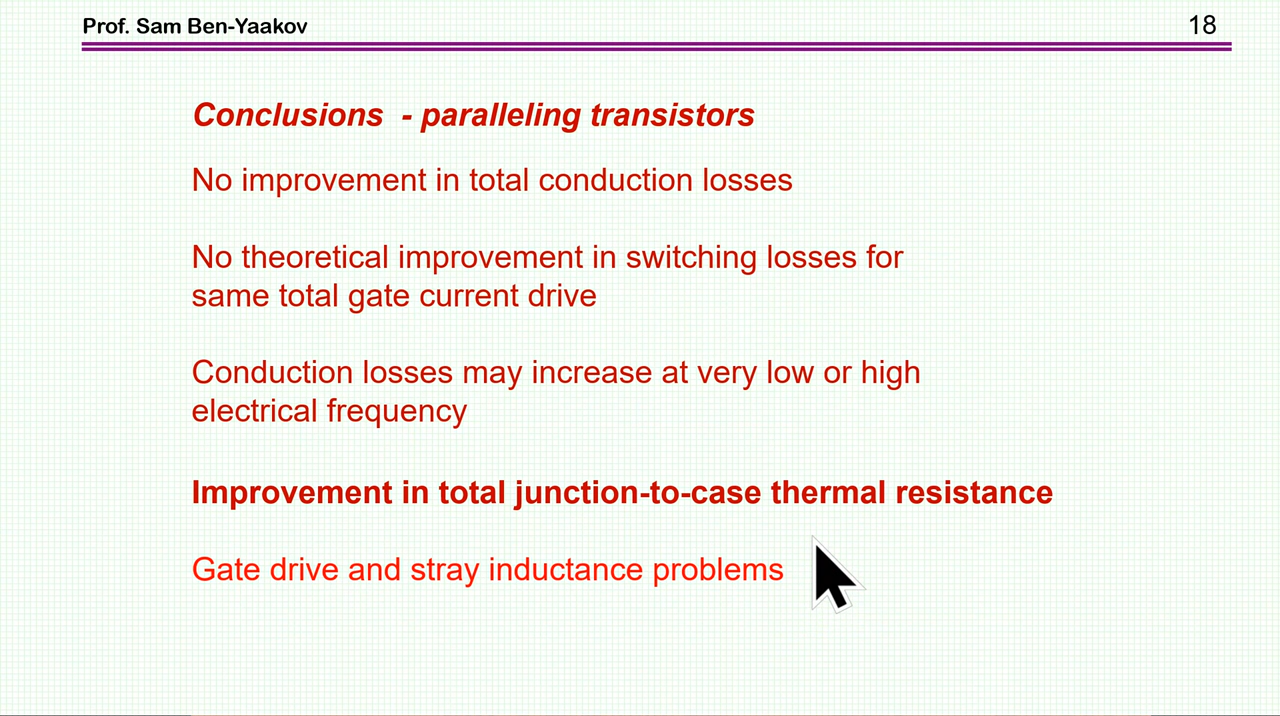 Prof. Sam Ben-Yaakov 18
Conclusions - paralleling transistors
No improvement in total conduction losses
No theoretical improvement in switching losses for
same total gate current drive
Conduction losses may increase at very low or high
electrical frequency
Improvement in total junction-to-case thermal resistance
Gate drive and stray inductance problems